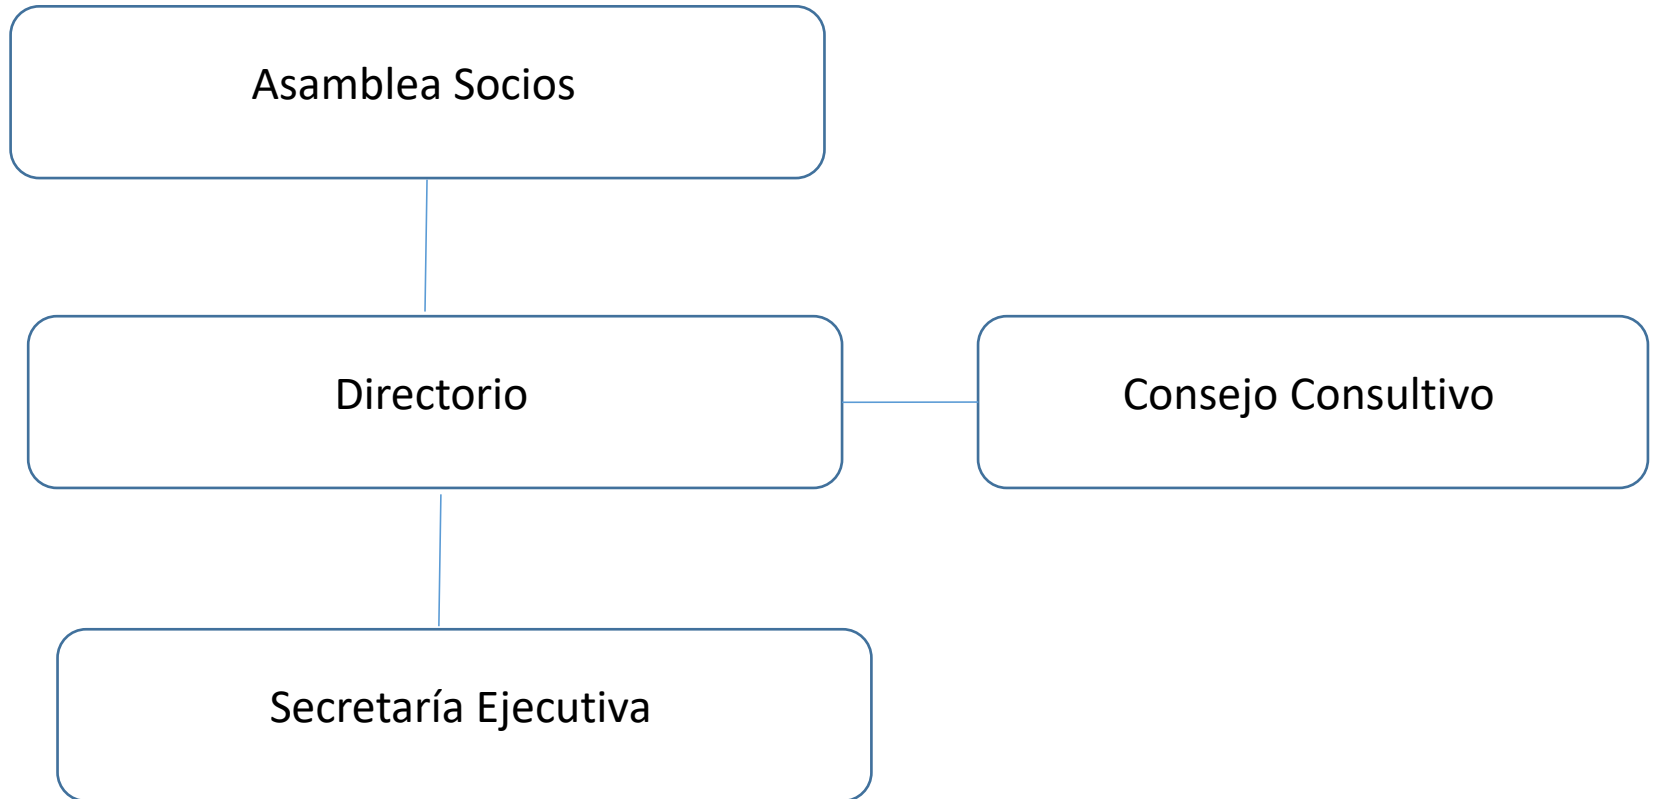 Asamblea Socios
Directorio
Consejo Consultivo
Secretaría Ejecutiva